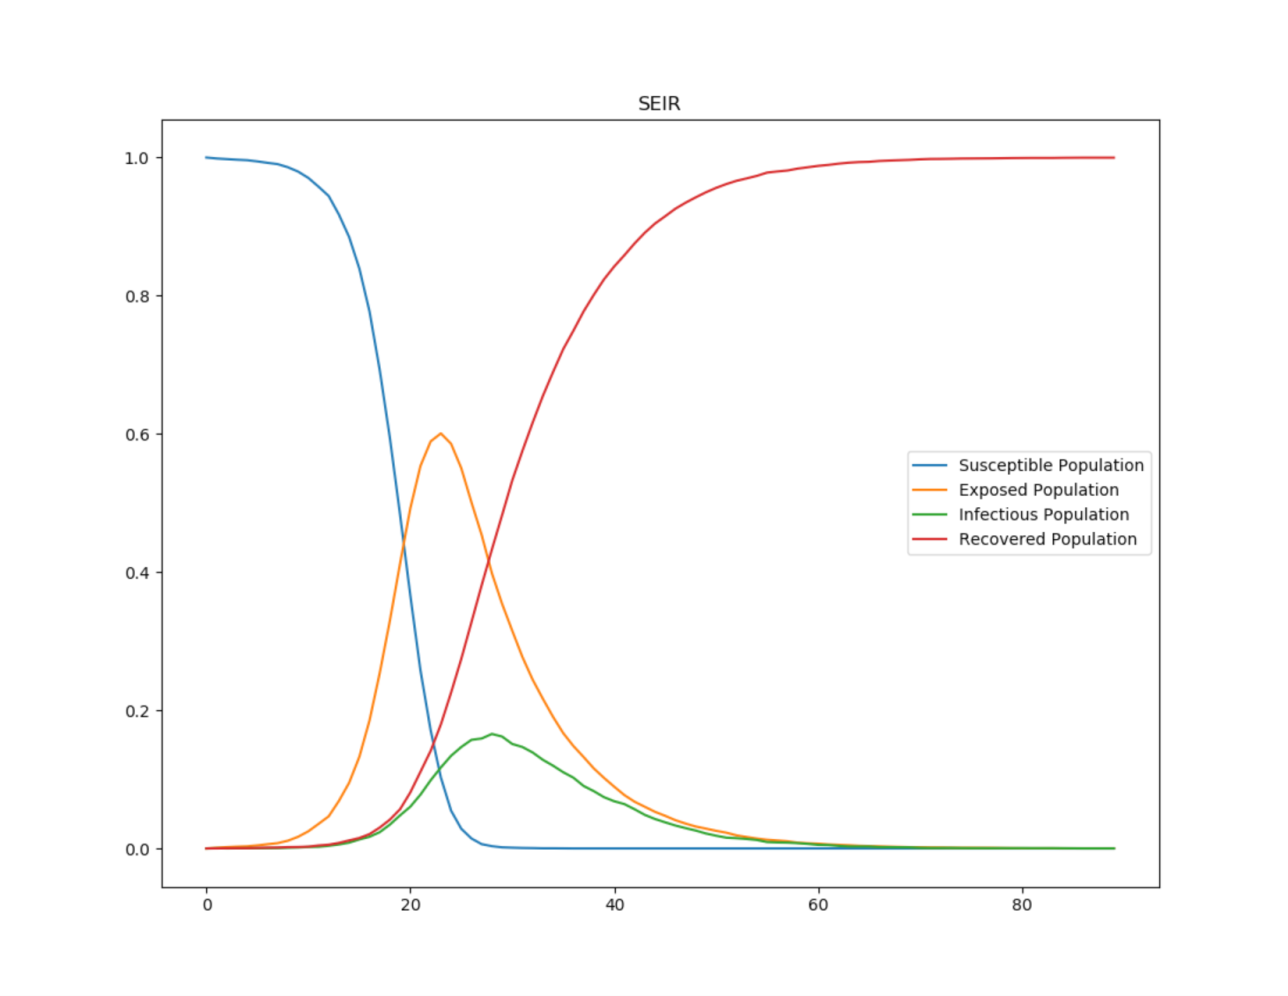 SEIR
1.0
0.8
0.6
0.4
0.2
0.0
Susceptible Population
Exposed Population
Infectious Population
Recovered Population
0 20 40 60 80